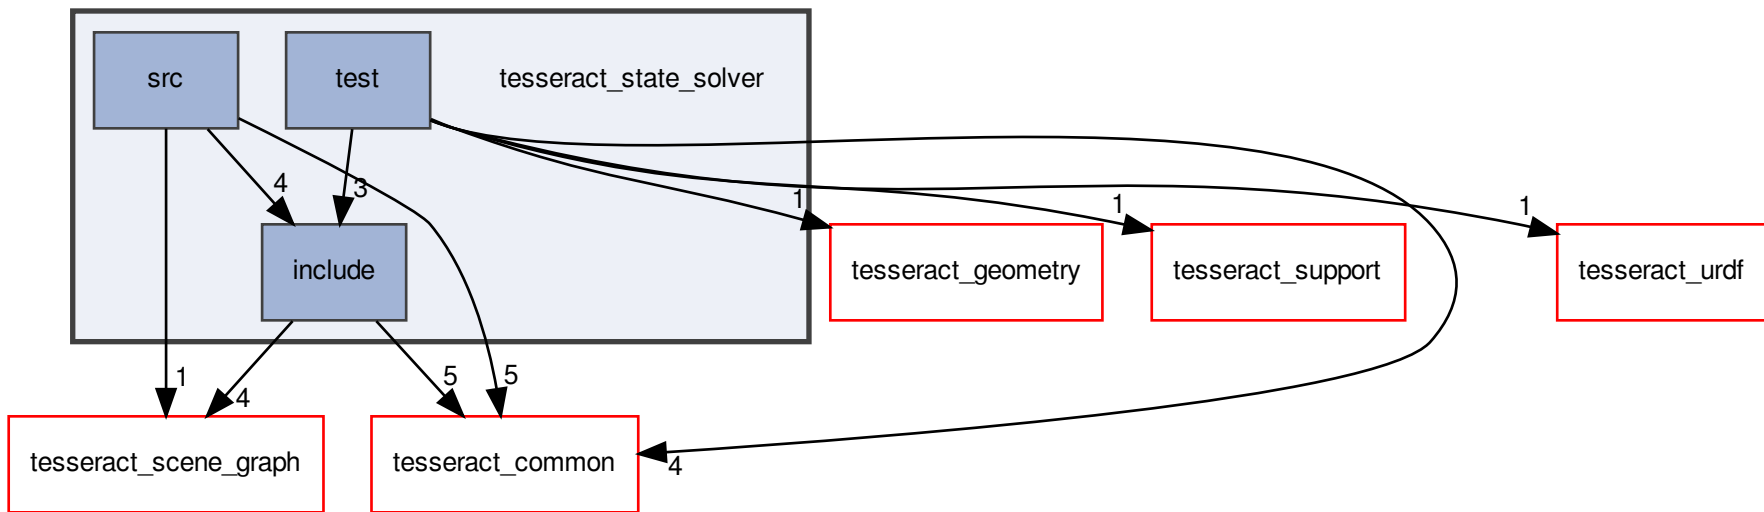 src
test
tesseract_state_solver
4
3
1
1
1
include
tesseract_geometry
tesseract_support
tesseract_urdf
1
4
5
5
tesseract_scene_graph
tesseract_common
4